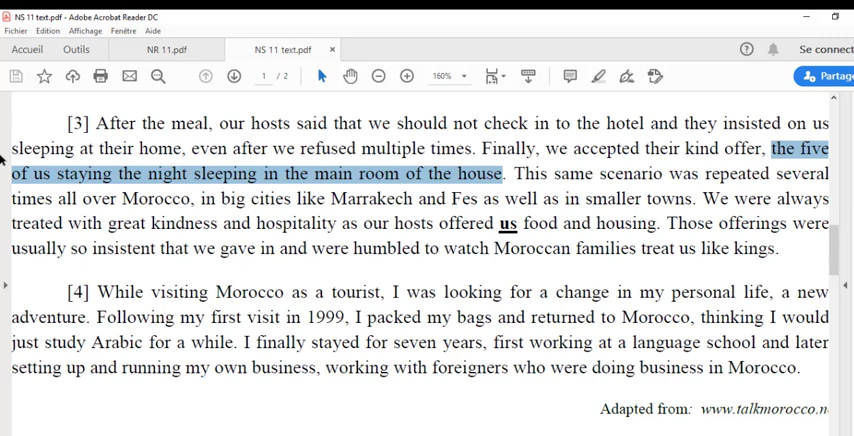 NS 11 text.pdf - Adobe Acrobat Reader DC
Fichier Edition Affichage Fenêtre Aide
Accueil Outils NR 11.pdf NS 11 text.pdf × Se connect
1 / 2 160% Partag
[3] After the meal, our hosts said that we should not check in to the hotel and they insisted on us
sleeping at their home, even after we refused multiple times. Finally, we accepted their kind offer, the five
of us staying the night sleeping in the main room of the house. This same scenario was repeated several
times all over Morocco, in big cities like Marrakech and Fes as well as in smaller towns. We were always
treated with great kindness and hospitality as our hosts offered us food and housing. Those offerings were
usually so insistent that we gave in and were humbled to watch Moroccan families treat us like kings.
[4] While visiting Morocco as a tourist, I was looking for a change in my personal life, a new
adventure. Following my first visit in 1999, I packed my bags and returned to Morocco, thinking I would
just study Arabic for a while. I finally stayed for seven years, first working at a language school and later
setting up and running my own business, working with foreigners who were doing business in Morocco.
Adapted from: www.talkmorocco.n